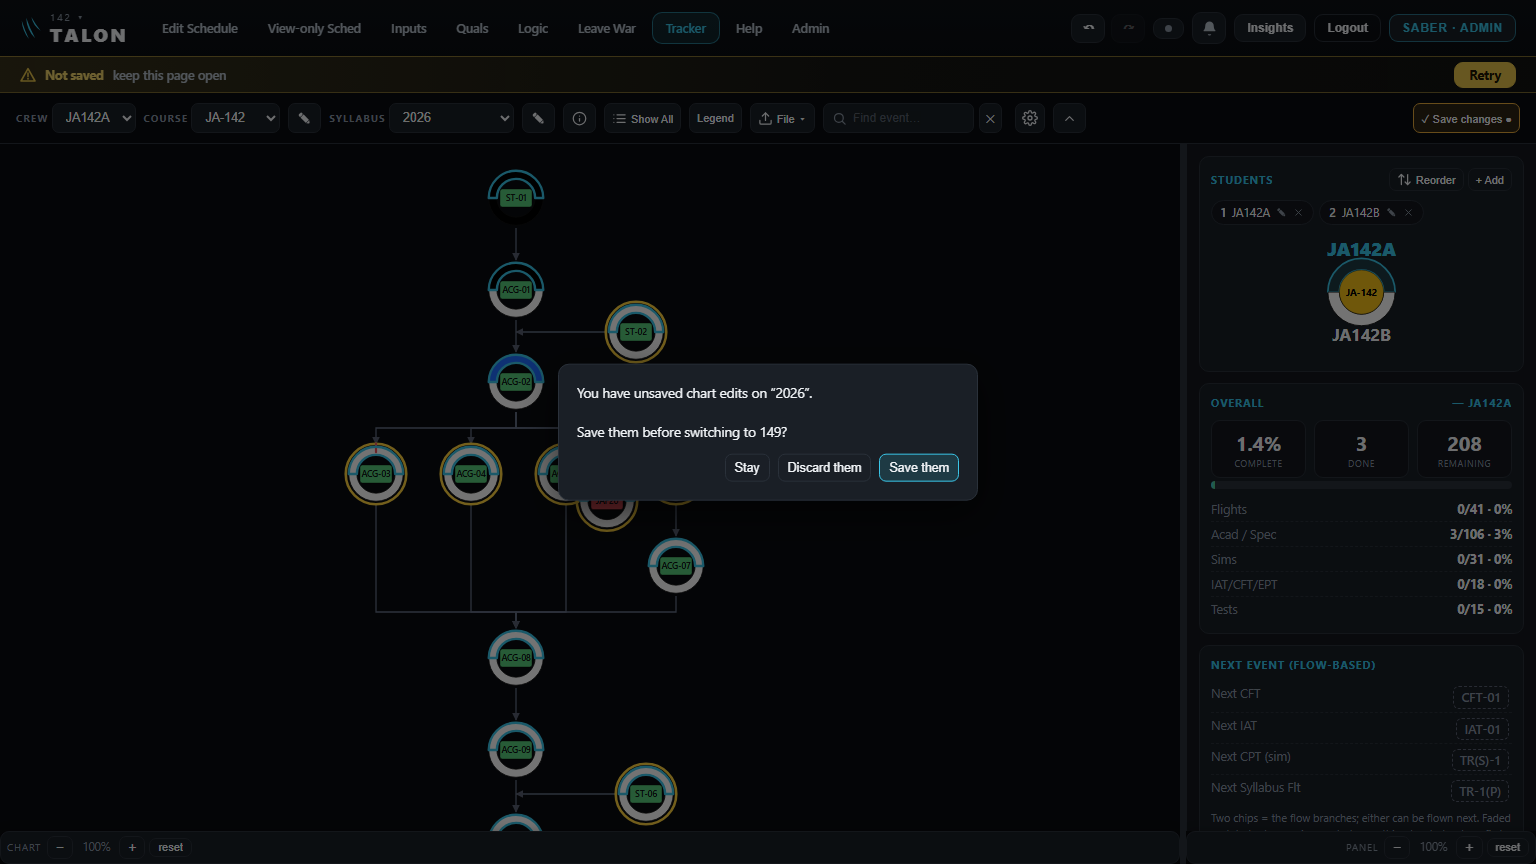 142
TALON
Edit Schedule
View-only Sched
Inputs
Quals
Logic
Leave War
Tracker
Help
Admin
Insights
Logout
SABER · ADMIN
Not saved keep this page open
Retry
CREW JA142A COURSE JA-142 SYLLABUS 2026
Show All
Legend
File
Find event...
✓ Save changes
ST-01
ACG-01
ST-02
ACG-02
ACG-03
ACG-04
ACG-07
ACG-08
ACG-09
ST-06
You have unsaved chart edits on “2026”.
Save them before switching to 149?
Stay
Discard them
Save them
STUDENTS
Reorder
+ Add
1 JA142A
2 JA142B
JA142A
JA-142
JA142B
OVERALL — JA142A
1.4% 3 208
COMPLETE DONE REMAINING
Flights 0/41 · 0%
Acad / Spec 3/106 · 3%
Sims 0/31 · 0%
IAT/CFT/EPT 0/18 · 0%
Tests 0/15 · 0%
NEXT EVENT (FLOW-BASED)
Next CFT CFT-01
Next IAT IAT-01
Next CPT (sim) TR(S)-1
Next Syllabus Flt TR-1(P)
Two chips = the flow branches; either can be flown next. Faded
CHART − 100% + reset
PANEL − 100% + reset